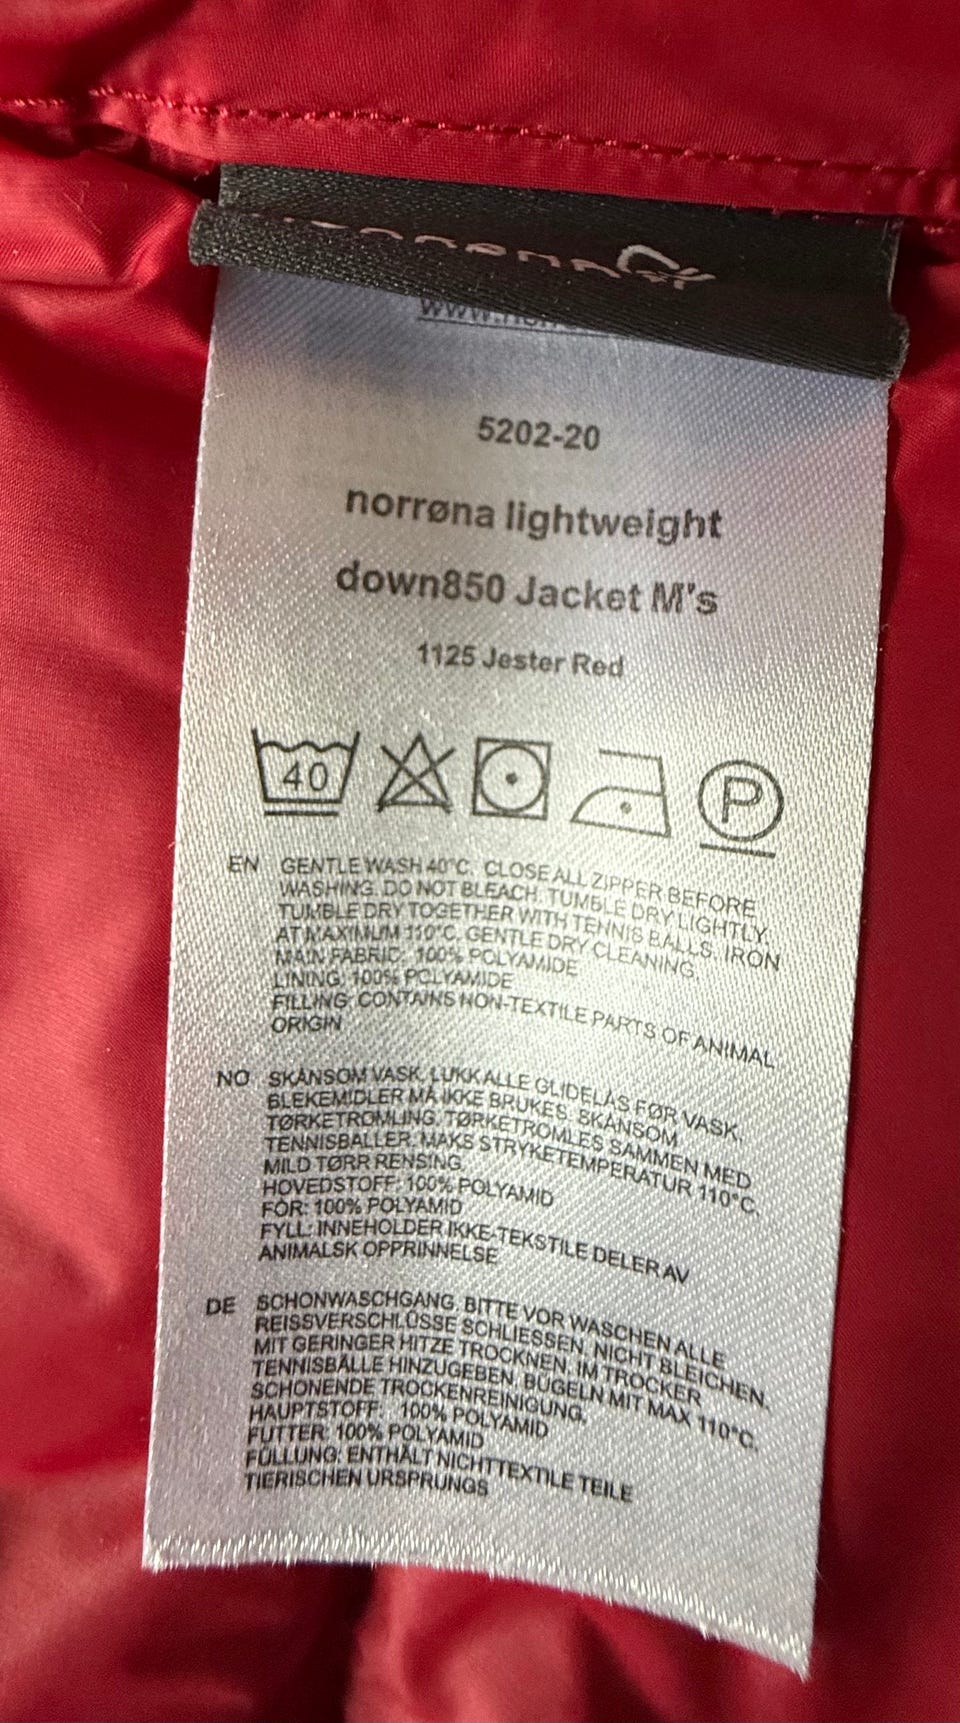 norrøna
5202-20
norrøna lightweight
down850 Jacket M's
1125 Jester Red
40
P
EN GENTLE WASH 40°C. CLOSE ALL ZIPPER BEFORE
WASHING. DO NOT BLEACH. TUMBLE DRY LIGHTLY.
TUMBLE DRY TOGETHER WITH TENNIS BALLS. IRON
AT MAXIMUM 110°C. GENTLE DRY CLEANING.
MAIN FABRIC: 100% POLYAMIDE
LINING: 100% POLYAMIDE
FILLING: CONTAINS NON-TEXTILE PARTS OF ANIMAL
ORIGIN
NO SKÅNSOM VASK. LUKK ALLE GLIDELÅS FØR VASK.
BLEKEMIDLER MÅ IKKE BRUKES. SKÅNSOM
TØRKETROMLING. TØRKETROMLES SAMMEN MED
TENNISBALLER. MAKS STRYKETEMPERATUR 110°C.
MILD TØRR RENSING.
HOVEDSTOFF: 100% POLYAMID
FÔR: 100% POLYAMID
FYLL: INNEHOLDER IKKE-TEKSTILE DELER AV
ANIMALSK OPPRINNELSE
DE SCHONWASCHGANG. BITTE VOR WASCHEN ALLE
REISSVERSCHLÜSSE SCHLIESSEN. NICHT BLEICHEN.
MIT GERINGER HITZE TROCKNEN. IM TROCKER
TENNISBÄLLE HINZUGEBEN. BÜGELN MIT MAX 110°C.
SCHONENDE TROCKENREINIGUNG.
HAUPTSTOFF: 100% POLYAMID
FUTTER: 100% POLYAMID
FÜLLUNG: ENTHÄLT NICHTTEXTILE TEILE
TIERISCHEN URSPRUNGS